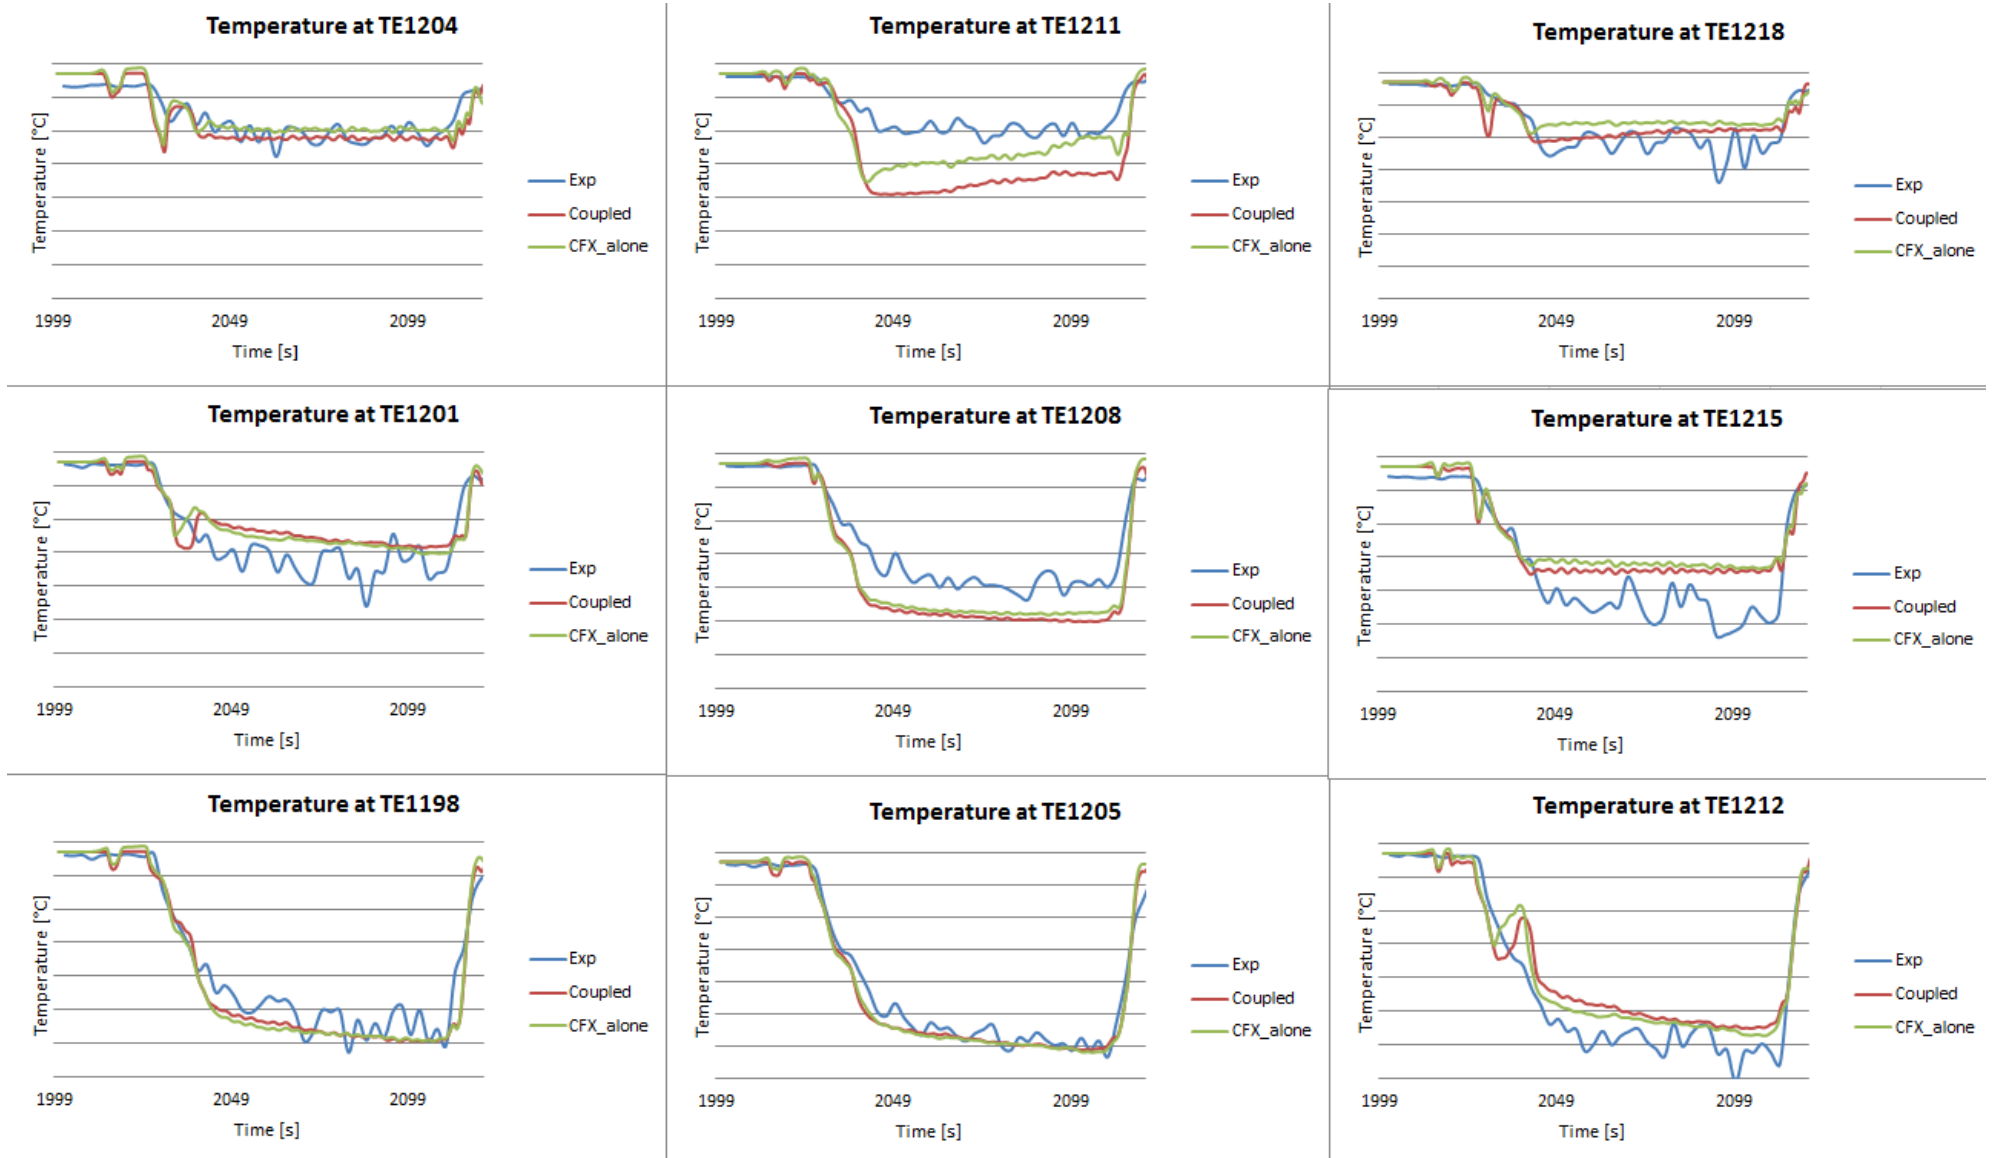 Temperature at TE1204
Temperature [°C]
Exp
Coupled
CFX_alone
1999 2049 2099
Time [s]
Temperature at TE1211
Temperature [°C]
Exp
Coupled
CFX_alone
1999 2049 2099
Time [s]
Temperature at TE1218
Temperature [°C]
Exp
Coupled
CFX_alone
1999 2049 2099
Time [s]
Temperature at TE1201
Temperature [°C]
Exp
Coupled
CFX_alone
1999 2049 2099
Time [s]
Temperature at TE1208
Temperature [°C]
Exp
Coupled
CFX_alone
1999 2049 2099
Time [s]
Temperature at TE1215
Temperature [°C]
Exp
Coupled
CFX_alone
1999 2049 2099
Time [s]
Temperature at TE1198
Temperature [°C]
Exp
Coupled
CFX_alone
1999 2049 2099
Time [s]
Temperature at TE1205
Temperature [°C]
Exp
Coupled
CFX_alone
1999 2049 2099
Time [s]
Temperature at TE1212
Temperature [°C]
Exp
Coupled
CFX_alone
1999 2049 2099
Time [s]